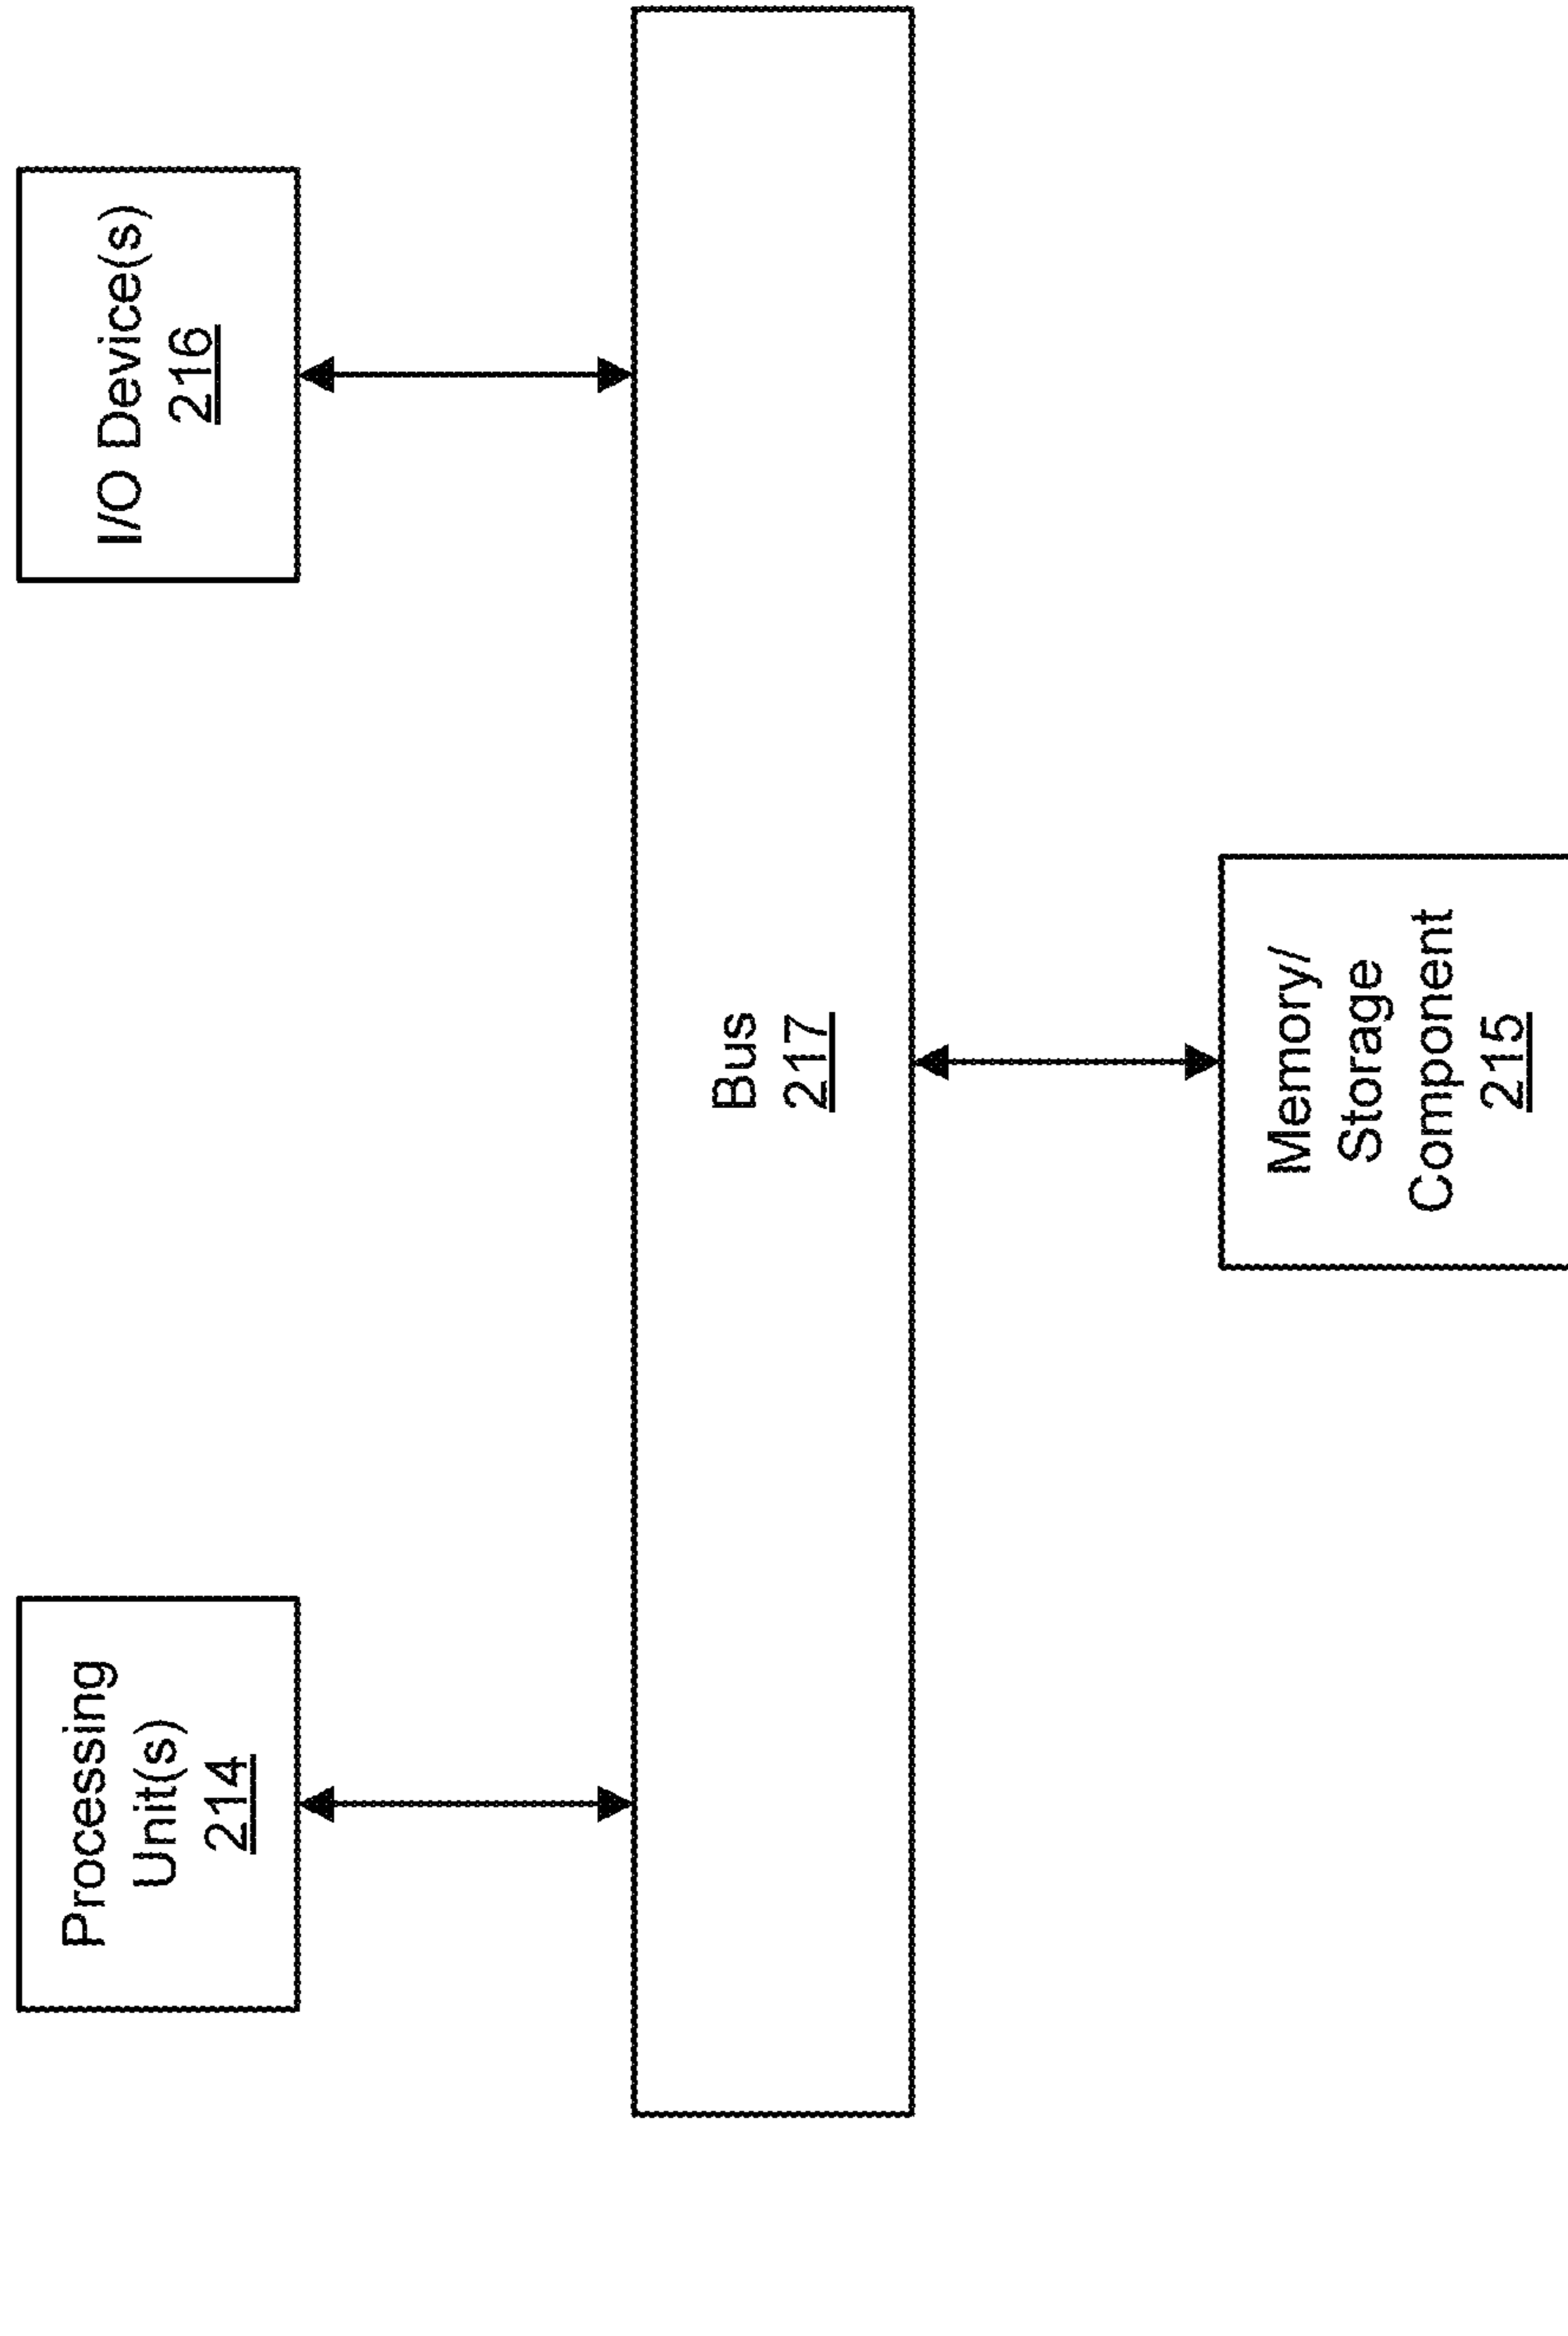 Processing
Unit(s)
214
I/O Device(s)
216
Bus
217
Memory/
Storage
Component
215